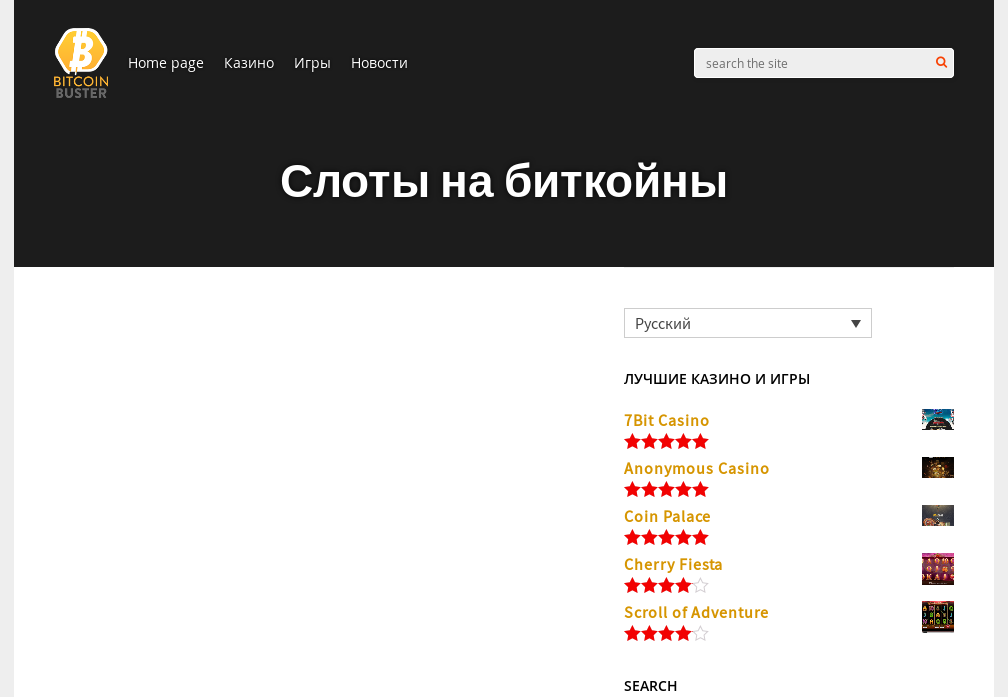 BITCOIN
BUSTER
Home page Казино Игры Новости
search the site
Слоты на биткойны
Русский
ЛУЧШИЕ КАЗИНО И ИГРЫ
7Bit Casino
Anonymous Casino
Coin Palace
Cherry Fiesta
Scroll of Adventure
SEARCH